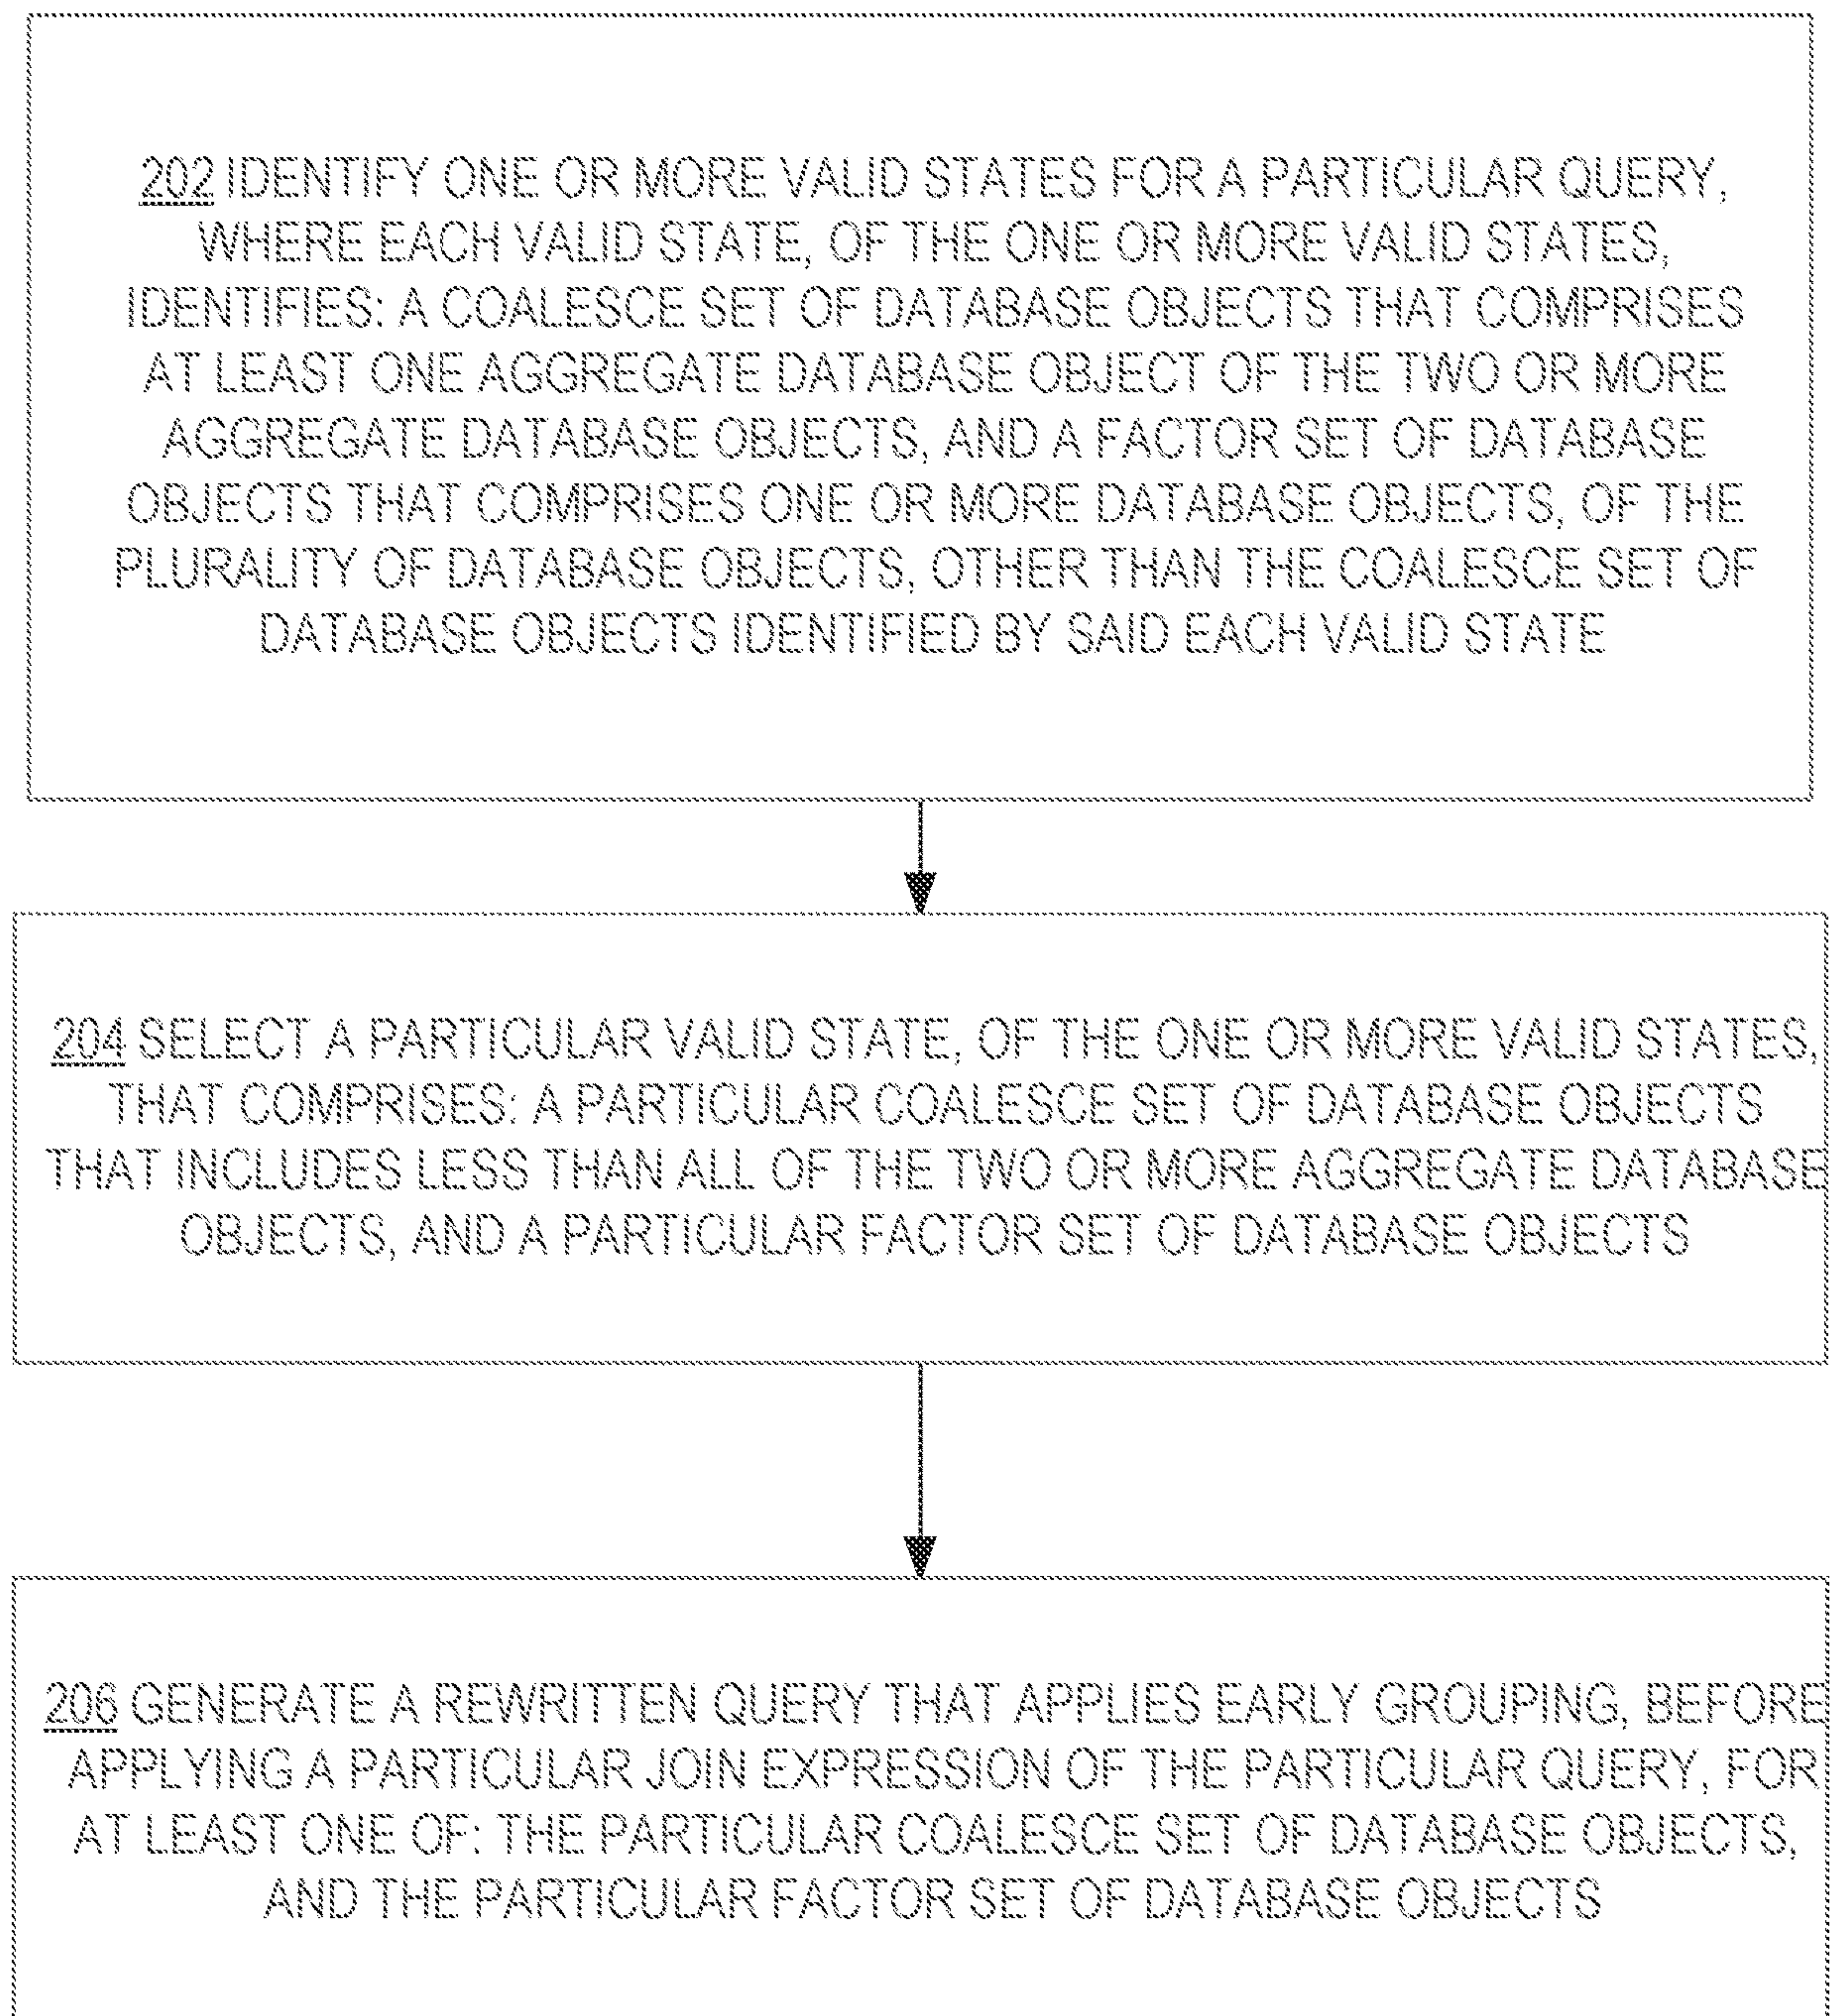 202 IDENTIFY ONE OR MORE VALID STATES FOR A PARTICULAR QUERY,
WHERE EACH VALID STATE, OF THE ONE OR MORE VALID STATES,
IDENTIFIES: A COALESCE SET OF DATABASE OBJECTS THAT COMPRISES
AT LEAST ONE AGGREGATE DATABASE OBJECT OF THE TWO OR MORE
AGGREGATE DATABASE OBJECTS, AND A FACTOR SET OF DATABASE
OBJECTS THAT COMPRISES ONE OR MORE DATABASE OBJECTS, OF THE
PLURALITY OF DATABASE OBJECTS, OTHER THAN THE COALESCE SET OF
DATABASE OBJECTS IDENTIFIED BY SAID EACH VALID STATE
204 SELECT A PARTICULAR VALID STATE, OF THE ONE OR MORE VALID STATES,
THAT COMPRISES: A PARTICULAR COALESCE SET OF DATABASE OBJECTS
THAT INCLUDES LESS THAN ALL OF THE TWO OR MORE AGGREGATE DATABASE
OBJECTS, AND A PARTICULAR FACTOR SET OF DATABASE OBJECTS
206 GENERATE A REWRITTEN QUERY THAT APPLIES EARLY GROUPING, BEFORE
APPLYING A PARTICULAR JOIN EXPRESSION OF THE PARTICULAR QUERY, FOR
AT LEAST ONE OF: THE PARTICULAR COALESCE SET OF DATABASE OBJECTS,
AND THE PARTICULAR FACTOR SET OF DATABASE OBJECTS